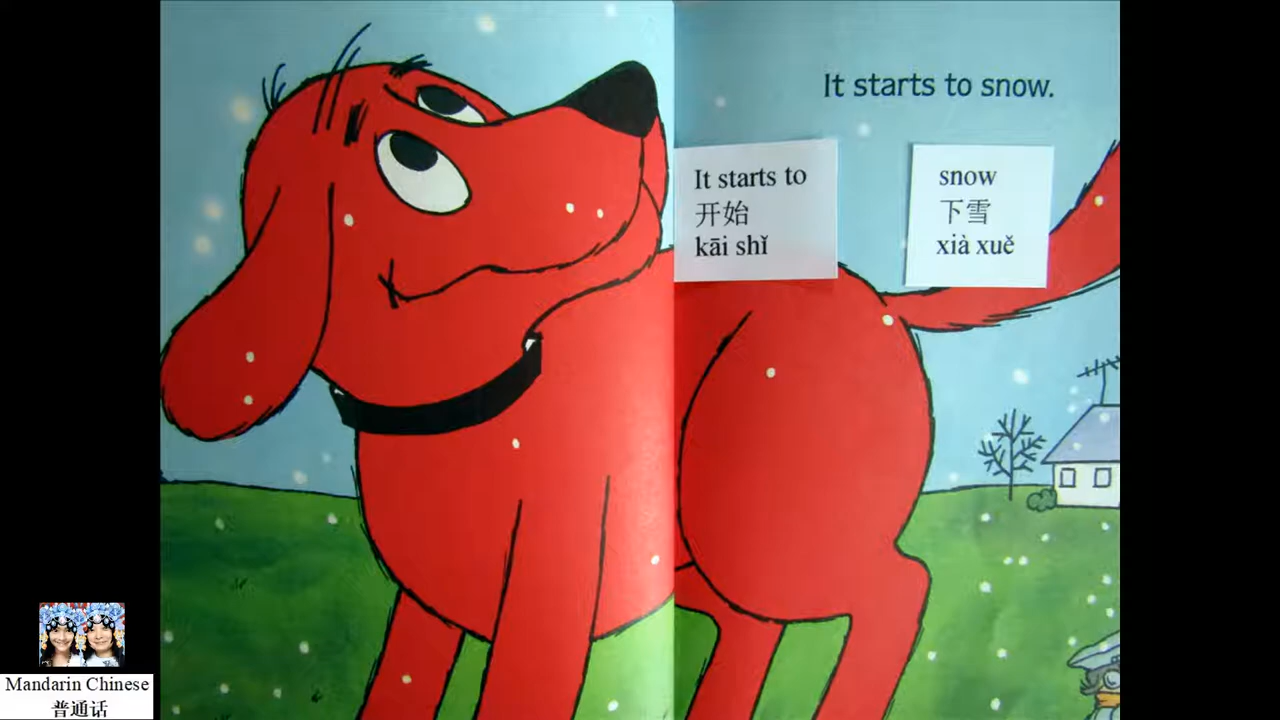 It starts to snow.
It starts to
开始
kāi shǐ
snow
下雪
xià xuě
Mandarin Chinese
普通话